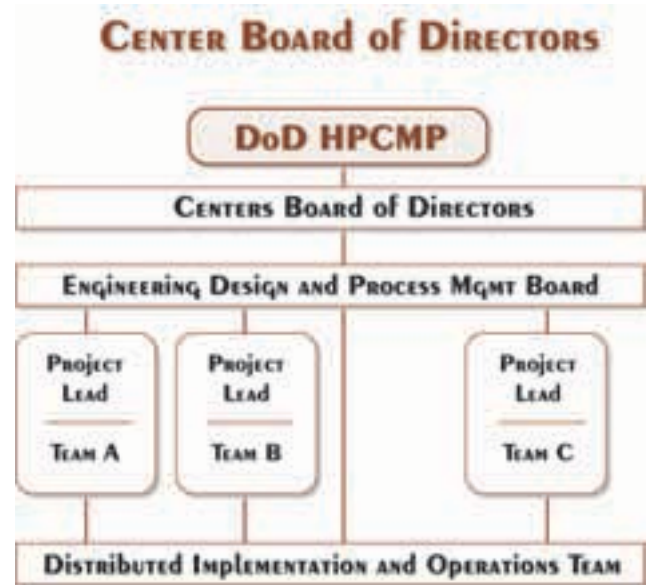 Center Board of Directors
DoD HPCMP
Centers Board of Directors
Engineering Design and Process Mgmt Board
Project
Lead
Team A
Project
Lead
Team B
Project
Lead
Team C
Distributed Implementation and Operations Team